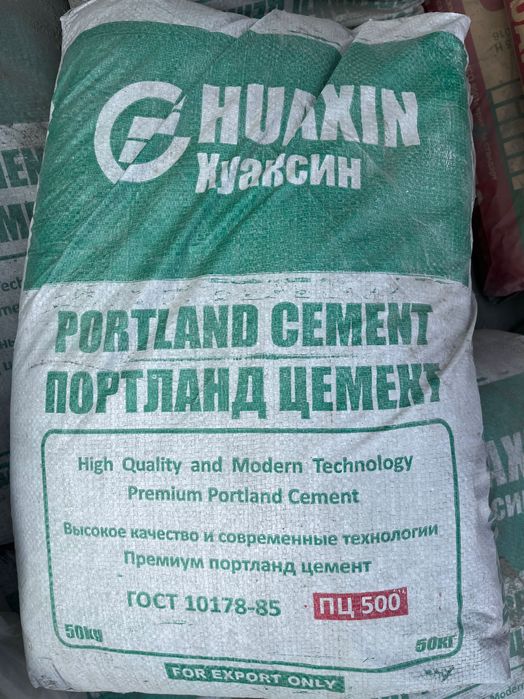 HUAXIN
Хуаксин
PORTLAND CEMENT
ПОРТЛАНД ЦЕМЕНТ
High Quality and Modern Technology
Premium Portland Cement
Высокое качество и современные технологии
Премиум портланд цемент
ГОСТ 10178-85 ПЦ 500
50kg 50кг
FOR EXPORT ONLY